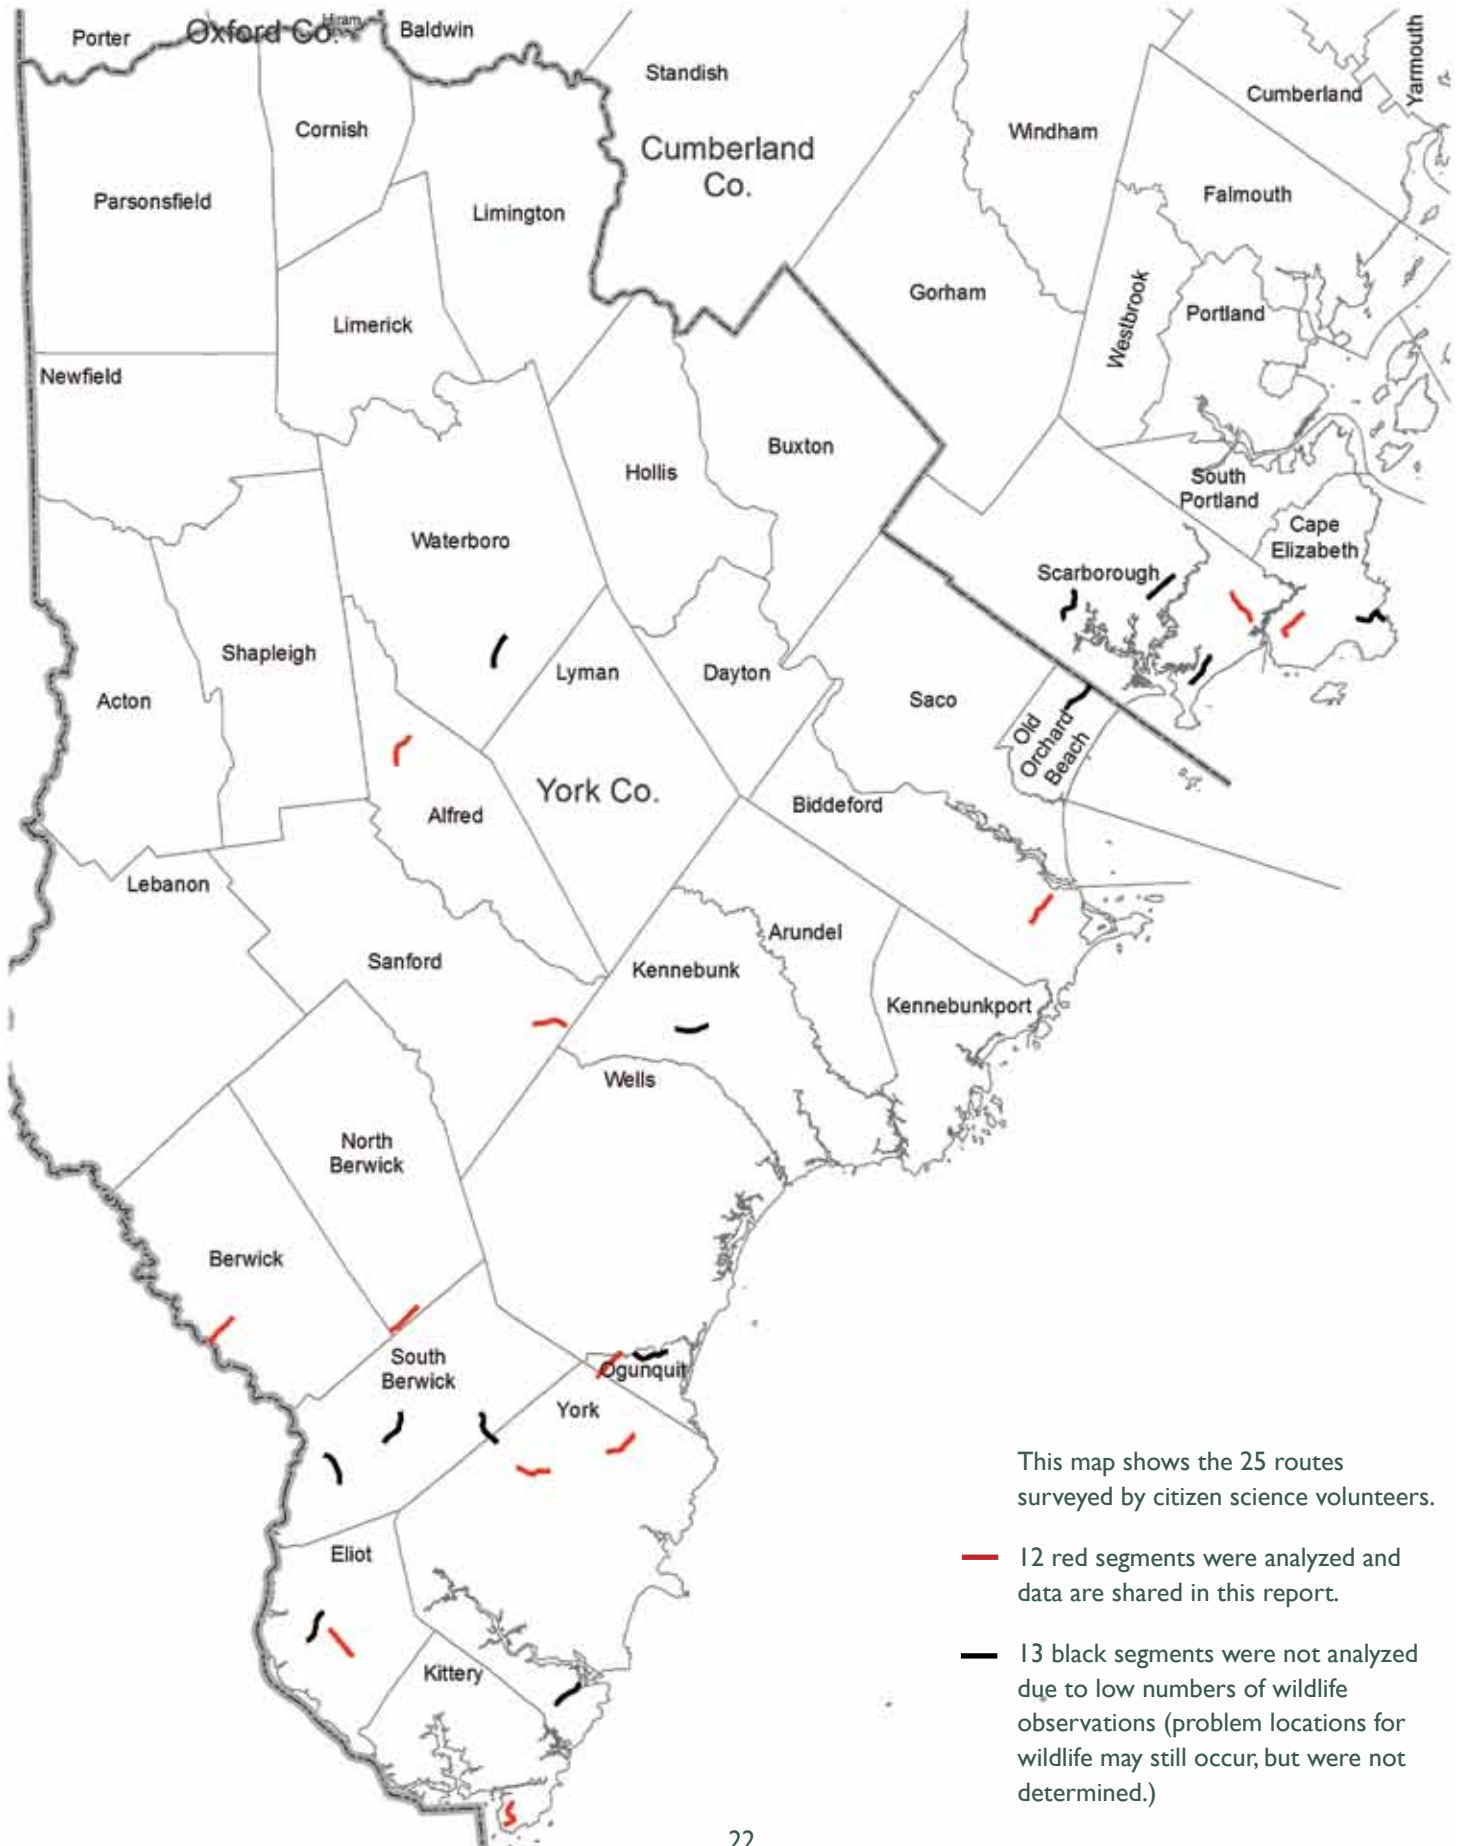 Porter
Oxford Co.
Hiram
Baldwin
Standish
Cumberland
Yarmouth
Cornish
Windham
Cumberland
Co.
Parsonsfield
Limington
Falmouth
Limerick
Gorham
Westbrook
Portland
Newfield
Hollis
Buxton
South
Portland
Cape
Elizabeth
Waterboro
Scarborough
Shapleigh
Lyman
Dayton
Acton
Saco
Old
Orchard
Beach
York Co.
Alfred
Biddeford
Lebanon
Arundel
Sanford
Kennebunk
Kennebunkport
Wells
North
Berwick
Berwick
South
Berwick
Ogunquit
York
Eliot
Kittery
This map shows the 25 routes
surveyed by citizen science volunteers.
12 red segments were analyzed and
data are shared in this report.
13 black segments were not analyzed
due to low numbers of wildlife
observations (problem locations for
wildlife may still occur, but were not
determined.)
22